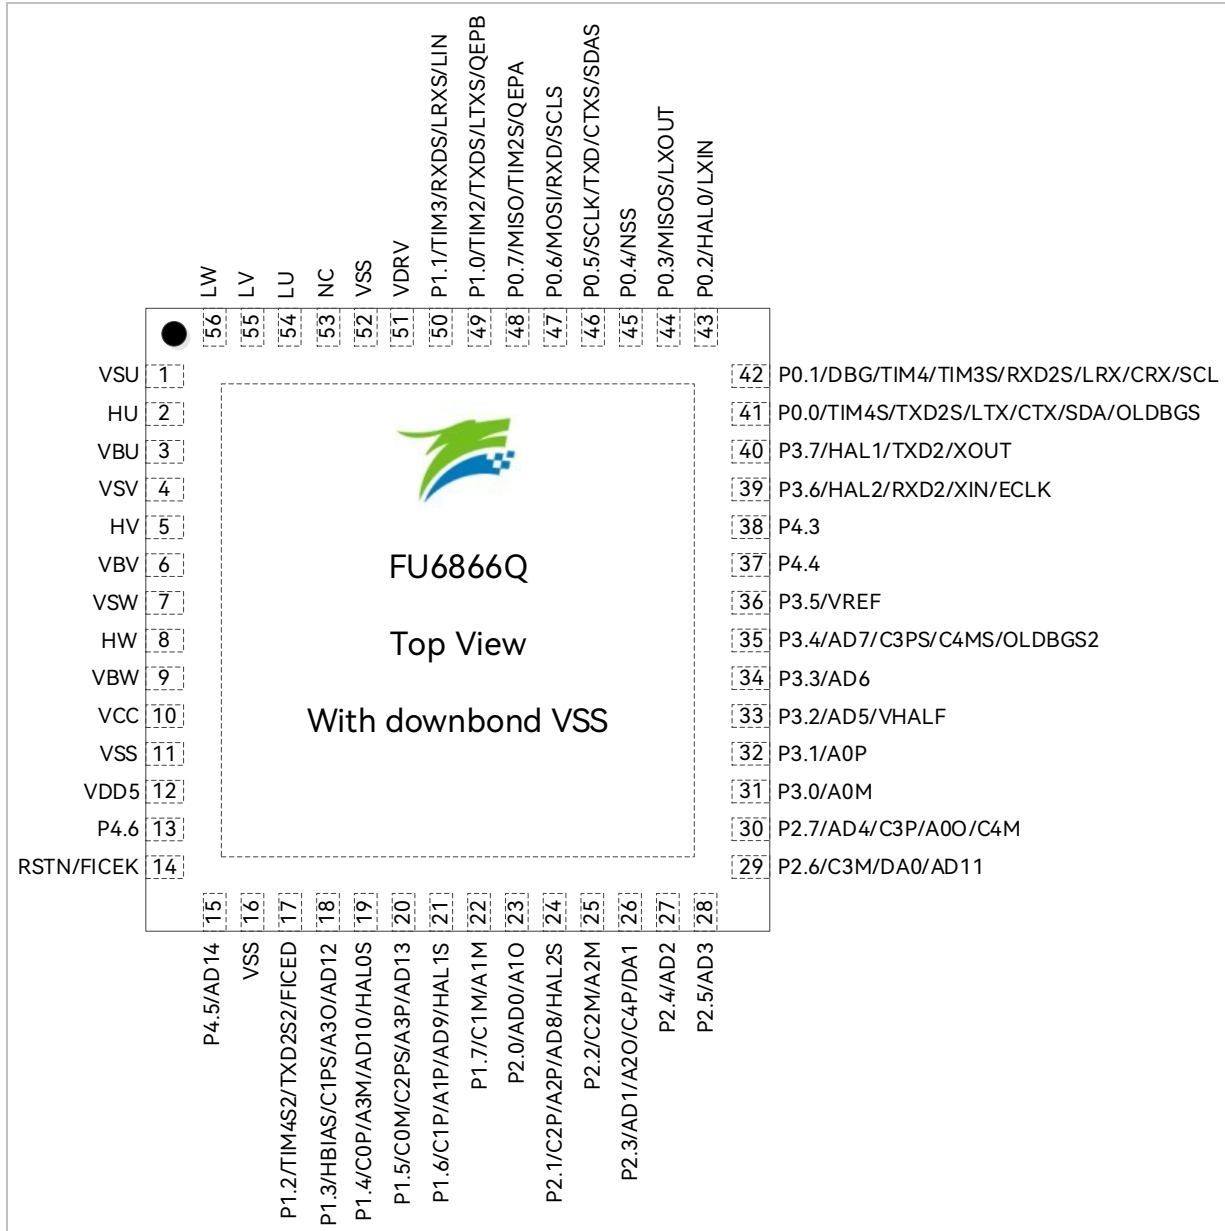 LW
LV
LU
NC
VSS
VDRV
P1.1/TIM3/RXDS/LRXS/LIN
P1.0/TIM2/TXDS/LTXS/QEPB
P0.7/MISO/TIM2S/QEPA
P0.6/MOSI/RXD/SCLS
P0.5/SCLK/TXD/CTXS/SDAS
P0.4/NSS
P0.3/MISOS/LXOUT
P0.2/HAL0/LXIN
56
55
54
53
52
51
50
49
48
47
46
45
44
43
VSU 1
HU 2
VBU 3
VSV 4
HV 5
VBV 6
VSW 7
HW 8
VBW 9
VCC 10
VSS 11
VDD5 12
P4.6 13
RSTN/FICEK 14
FU6866Q
Top View
With downbond VSS
42 P0.1/DBG/TIM4/TIM3S/RXD2S/LRX/CRX/SCL
41 P0.0/TIM4S/TXD2S/LTX/CTX/SDA/OLDBGS
40 P3.7/HAL1/TXD2/XOUT
39 P3.6/HAL2/RXD2/XIN/ECLK
38 P4.3
37 P4.4
36 P3.5/VREF
35 P3.4/AD7/C3PS/C4MS/OLDBGS2
34 P3.3/AD6
33 P3.2/AD5/VHALF
32 P3.1/A0P
31 P3.0/A0M
30 P2.7/AD4/C3P/A0O/C4M
29 P2.6/C3M/DA0/AD11
15
16
17
18
19
20
21
22
23
24
25
26
27
28
P4.5/AD14
VSS
P1.2/TIM4S2/TXD2S2/FICED
P1.3/HBIAS/C1PS/A3O/AD12
P1.4/C0P/A3M/AD10/HAL0S
P1.5/C0M/C2PS/A3P/AD13
P1.6/C1P/A1P/AD9/HAL1S
P1.7/C1M/A1M
P2.0/AD0/A1O
P2.1/C2P/A2P/AD8/HAL2S
P2.2/C2M/A2M
P2.3/AD1/A2O/C4P/DA1
P2.4/AD2
P2.5/AD3